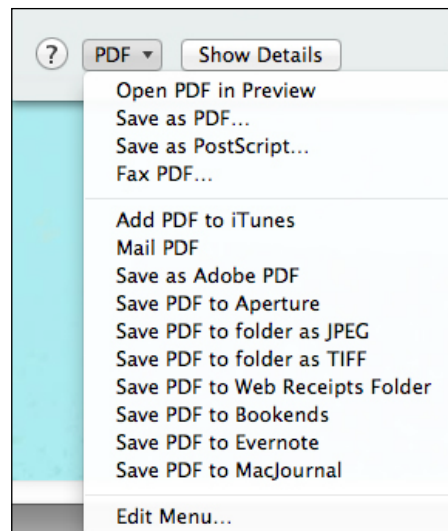 ? PDF Show Details
Open PDF in Preview
Save as PDF...
Save as PostScript...
Fax PDF...
Add PDF to iTunes
Mail PDF
Save as Adobe PDF
Save PDF to Aperture
Save PDF to folder as JPEG
Save PDF to folder as TIFF
Save PDF to Web Receipts Folder
Save PDF to Bookends
Save PDF to Evernote
Save PDF to MacJournal
Edit Menu...